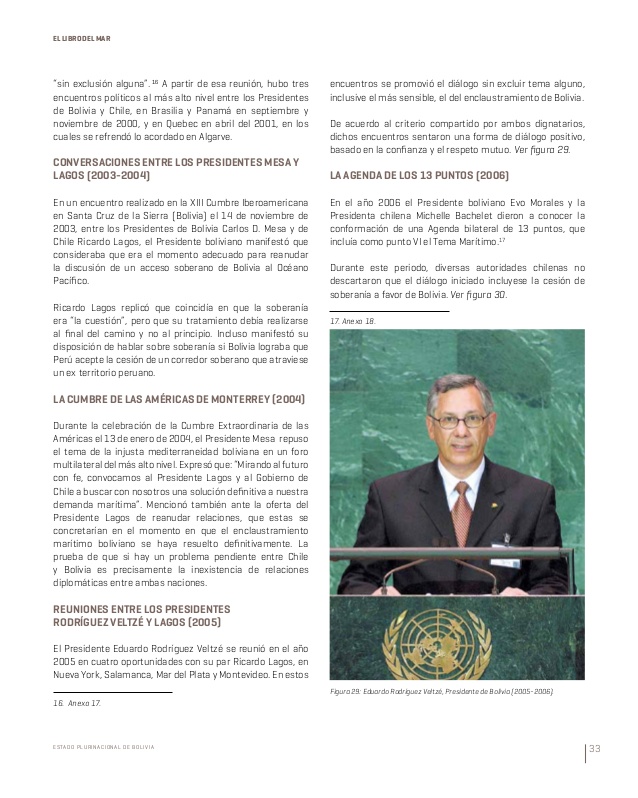 EL LIBRO DEL MAR
"sin exclusión alguna". 16 A partir de esa reunión, hubo tres
encuentros políticos al más alto nivel entre los Presidentes
de Bolivia y Chile, en Brasilia y Panamá en septiembre y
noviembre de 2000, y en Quebec en abril del 2001, en los
cuales se refrendó lo acordado en Algarve.
CONVERSACIONES ENTRE LOS PRESIDENTES MESA Y
LAGOS (2003-2004)
En un encuentro realizado en la XIII Cumbre Iberoamericana
en Santa Cruz de la Sierra (Bolivia) el 14 de noviembre de
2003, entre los Presidentes de Bolivia Carlos D. Mesa y de
Chile Ricardo Lagos, el Presidente boliviano manifestó que
consideraba que era el momento adecuado para reanudar
la discusión de un acceso soberano de Bolivia al Océano
Pacífico.
Ricardo Lagos replicó que coincidía en que la soberanía
era "la cuestión", pero que su tratamiento debía realizarse
al final del camino y no al principio. Incluso manifestó su
disposición de hablar sobre soberanía si Bolivia lograba que
Perú acepte la cesión de un corredor soberano que atraviese
un ex territorio peruano.
LA CUMBRE DE LAS AMÉRICAS DE MONTERREY (2004)
Durante la celebración de la Cumbre Extraordinaria de las
Américas el 13 de enero de 2004, el Presidente Mesa repuso
el tema de la injusta mediterraneidad boliviana en un foro
multilateral del más alto nivel. Expresó que: "Mirando al futuro
con fe, convocamos al Presidente Lagos y al Gobierno de
Chile a buscar con nosotros una solución definitiva a nuestra
demanda marítima". Mencionó también ante la oferta del
Presidente Lagos de reanudar relaciones, que estas se
concretarían en el momento en que el enclaustramiento
marítimo boliviano se haya resuelto definitivamente. La
prueba de que si hay un problema pendiente entre Chile
y Bolivia es precisamente la inexistencia de relaciones
diplomáticas entre ambas naciones.
REUNIONES ENTRE LOS PRESIDENTES
RODRÍGUEZ VELTZÉ Y LAGOS (2005)
El Presidente Eduardo Rodríguez Veltzé se reunió en el año
2005 en cuatro oportunidades con su par Ricardo Lagos, en
Nueva York, Salamanca, Mar del Plata y Montevideo. En estos
16. Anexo 17.
encuentros se promovió el diálogo sin excluir tema alguno,
inclusive el más sensible, el del enclaustramiento de Bolivia.
De acuerdo al criterio compartido por ambos dignatarios,
dichos encuentros sentaron una forma de diálogo positivo,
basado en la confianza y el respeto mutuo. Ver figura 29.
LA AGENDA DE LOS 13 PUNTOS (2006)
En el año 2006 el Presidente boliviano Evo Morales y la
Presidenta chilena Michelle Bachelet dieron a conocer la
conformación de una Agenda bilateral de 13 puntos, que
incluía como punto VI el Tema Marítimo.17
Durante este periodo, diversas autoridades chilenas no
descartaron que el diálogo iniciado incluyese la cesión de
soberanía a favor de Bolivia. Ver figura 30.
17. Anexo 18.
Figura 29: Eduardo Rodríguez Veltzé, Presidente de Bolivia (2005-2006)
ESTADO PLURINACIONAL DE BOLIVIA
33